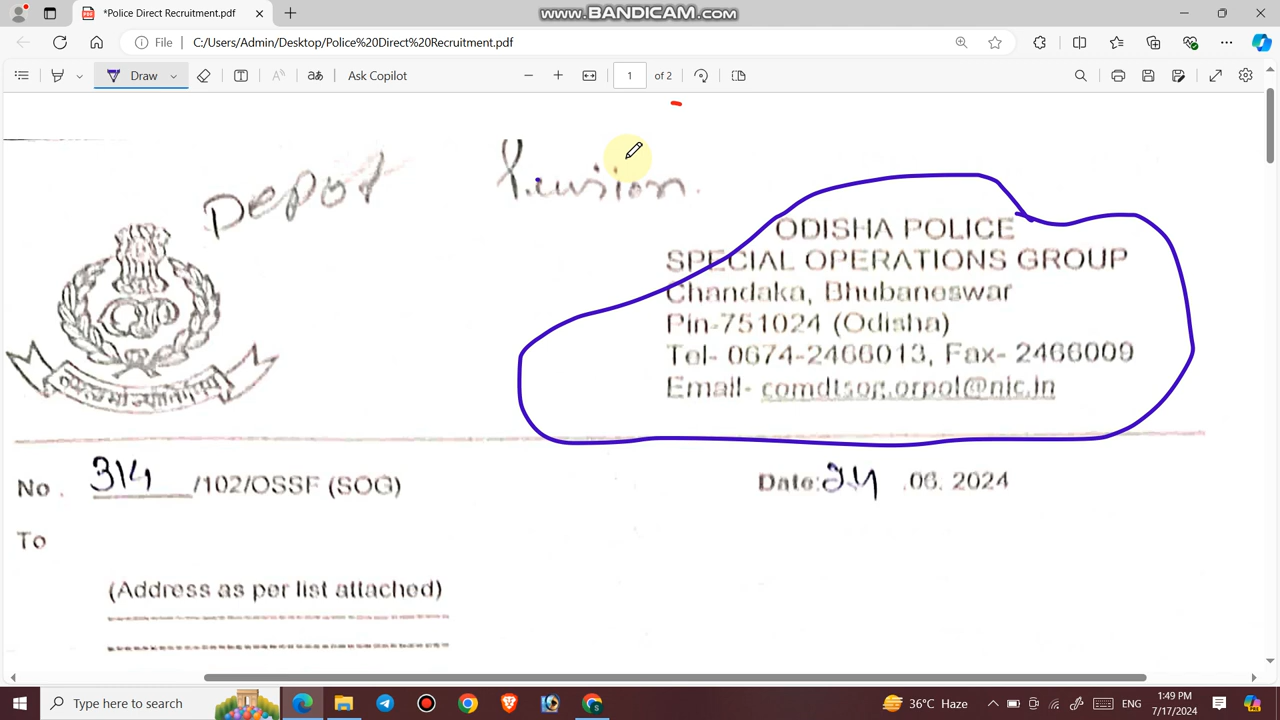 WWW.BANDICAM.COM
*Police Direct Recruitment.pdf
File C:/Users/Admin/Desktop/Police%20Direct%20Recruitment.pdf
Draw aあ Ask Copilot 1 of 2
DEPOT
ODISHA POLICE
SPECIAL OPERATIONS GROUP
Chandaka, Bhubaneswar
Pin-751024 (Odisha)
Tel- 0674-2466013, Fax- 2466009
Email- comdtsog.orpol@nic.in
No. 314 /102/OSSF (SOG) Date: 24 .06. 2024
To
(Address as per list attached)
Type here to search 36°C Haze ENG 1:49 PM
7/17/2024